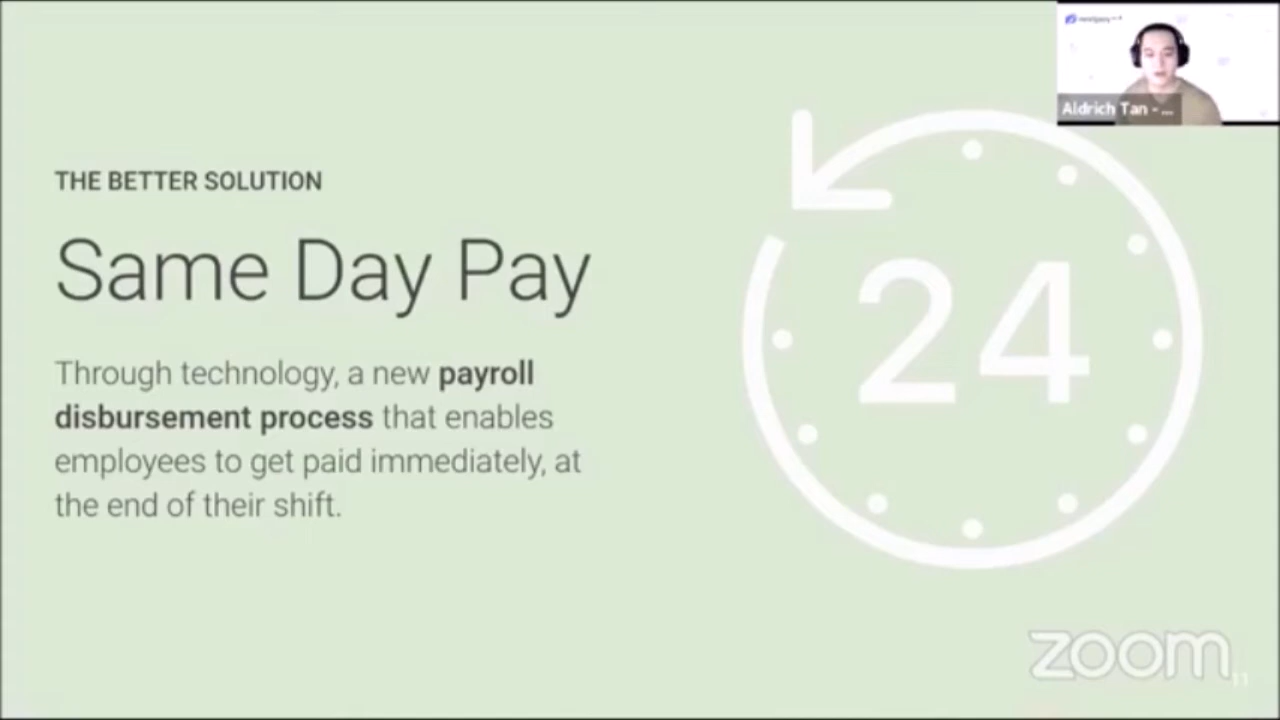 THE BETTER SOLUTION
Same Day Pay
Through technology, a new payroll
disbursement process that enables
employees to get paid immediately, at
the end of their shift.
24
Aldrich Tan - ...
zoom
11